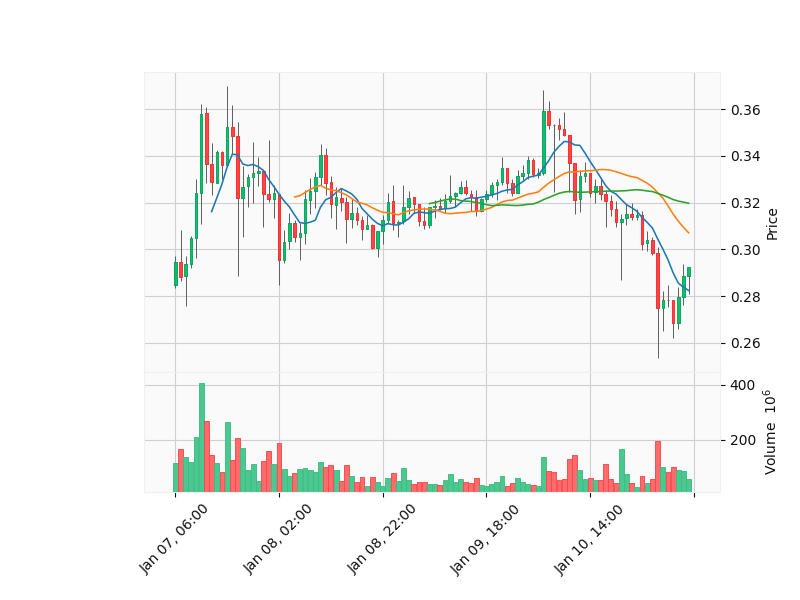 0.36
0.34
0.32
0.30
0.28
0.26
Price
400
200
Volume 10^6
Jan 07, 06:00
Jan 08, 02:00
Jan 08, 22:00
Jan 09, 18:00
Jan 10, 14:00